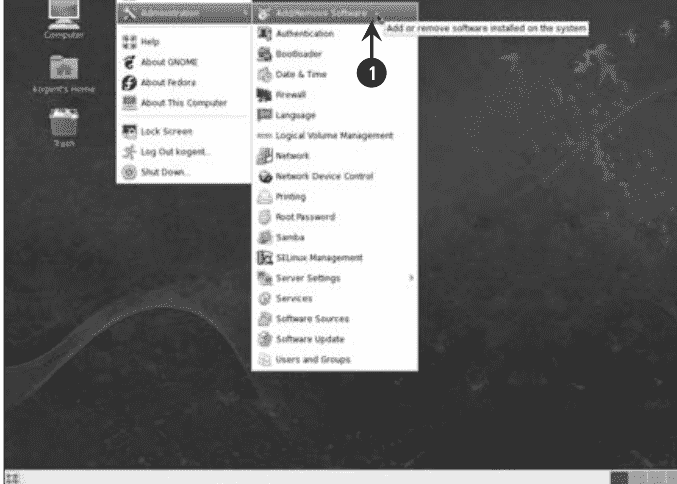 Computer
kogent's Home
Trash
Administration
Help
About GNOME
About Fedora
About This Computer
Lock Screen
Log Out kogent...
Shut Down...
Add/Remove Software
Add or remove software installed on the system
1
Authentication
Bootloader
Date & Time
Firewall
Language
Logical Volume Management
Network
Network Device Control
Printing
Root Password
Samba
SELinux Management
Server Settings
Services
Software Sources
Software Update
Users and Groups